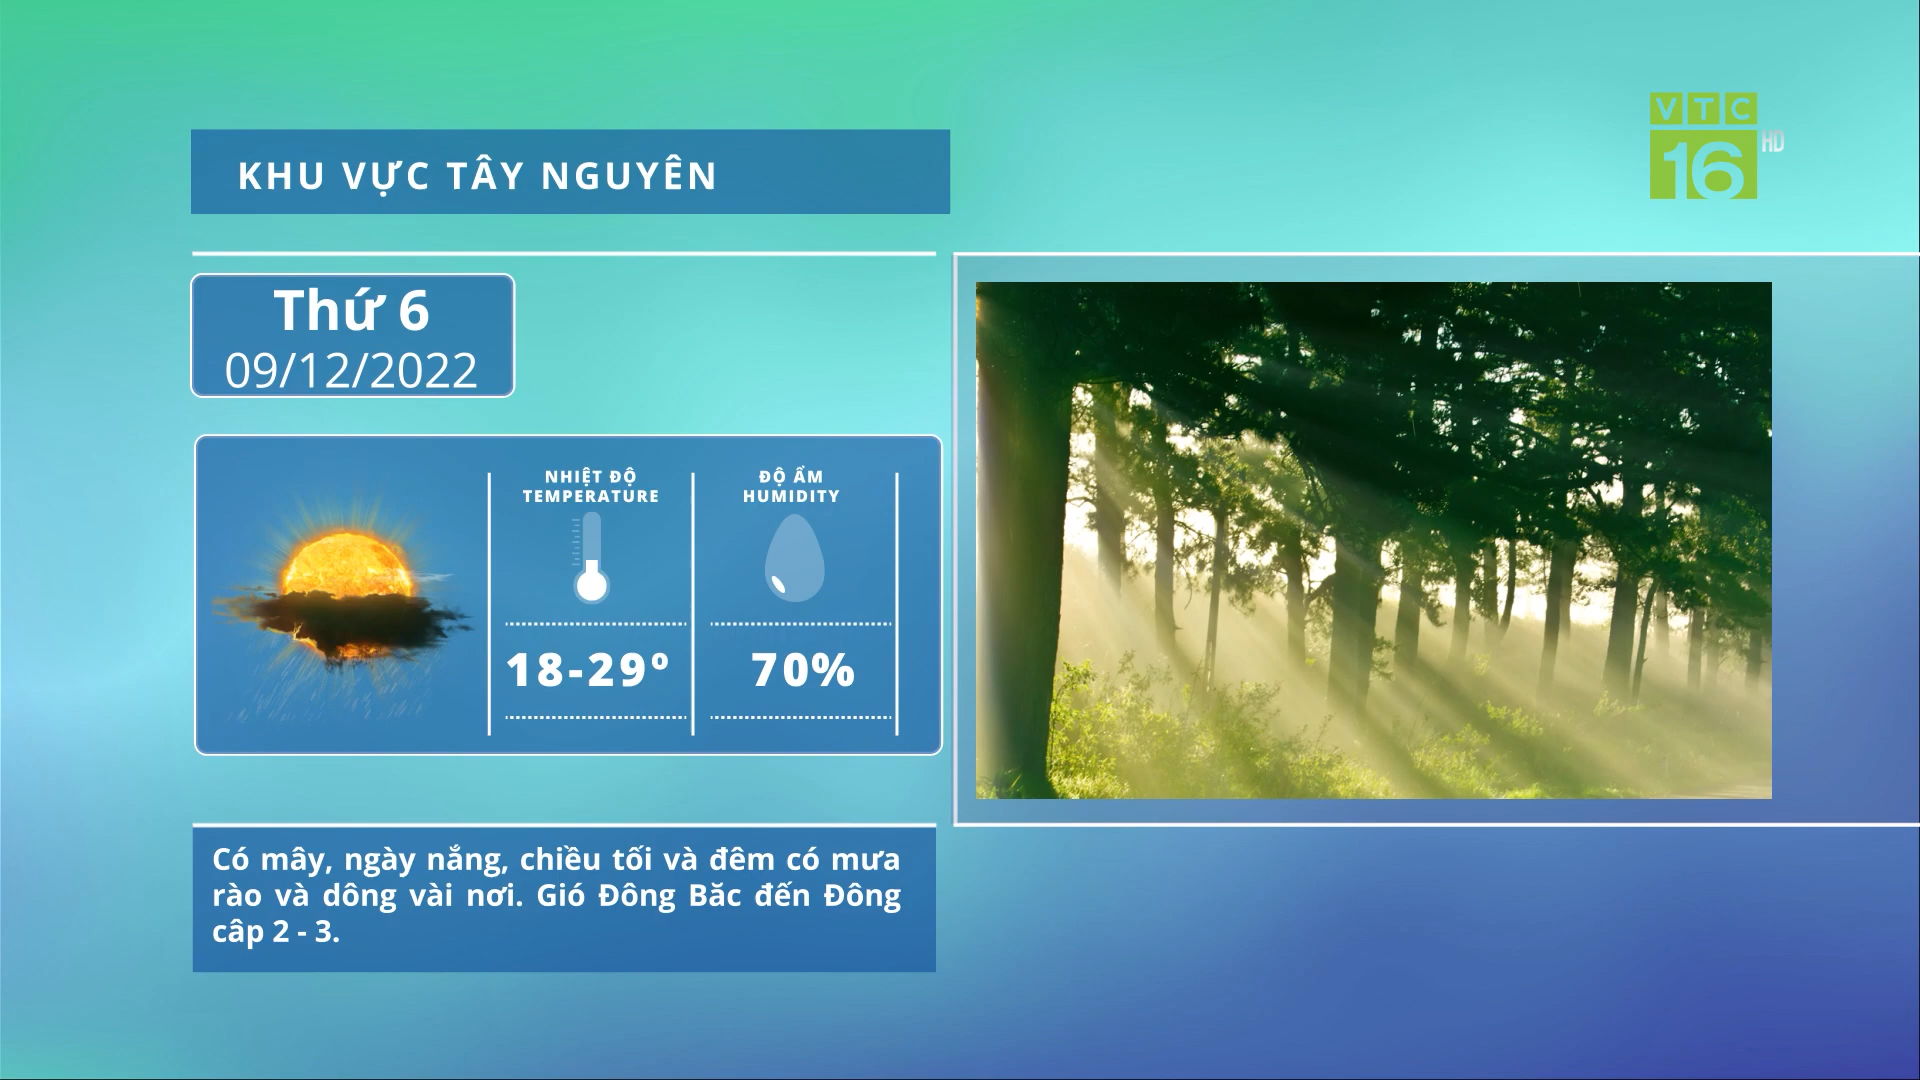 KHU VỰC TÂY NGUYÊN
VTC
16 HD
Thứ 6
09/12/2022
NHIỆT ĐỘ
TEMPERATURE
ĐỘ ẨM
HUMIDITY
18-29º
70%
Có mây, ngày nắng, chiều tối và đêm có mưa
rào và dông vài nơi. Gió Đông Băc đến Đông
câp 2 - 3.